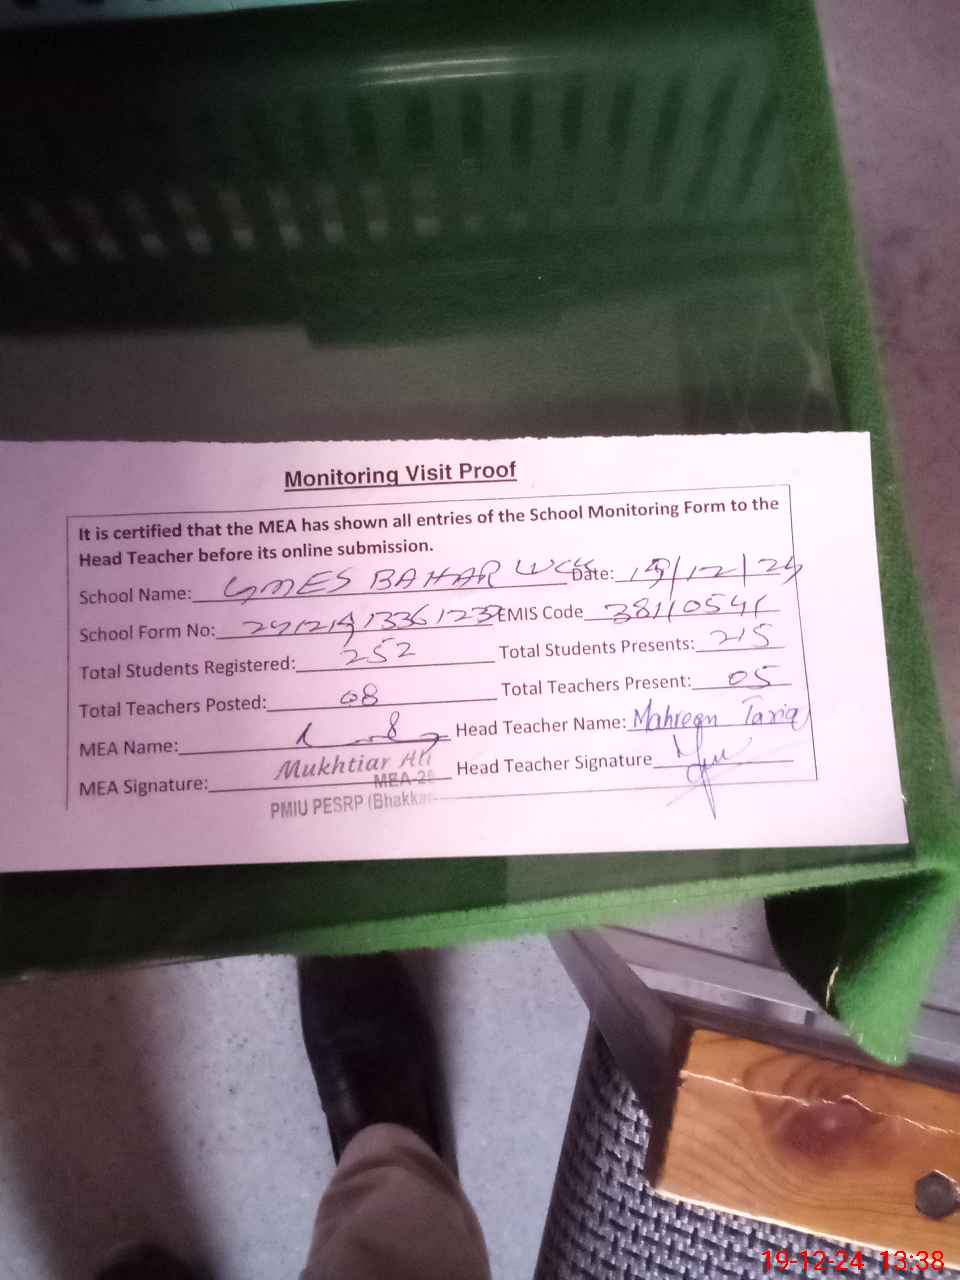 Monitoring Visit Proof
It is certified that the MEA has shown all entries of the School Monitoring Form to the
Head Teacher before its online submission.
School Name: GMES BAHAR Date: 19/12/24
School Form No: EMIS Code
Total Students Registered: 252 Total Students Presents: 215
Total Teachers Posted: 08 Total Teachers Present: 05
MEA Name: Head Teacher Name: Mahreen Tariq
MEA Signature: Mukhtiar Ali Head Teacher Signature
PMIU PESRP (Bhakkar
19-12-24 13:38